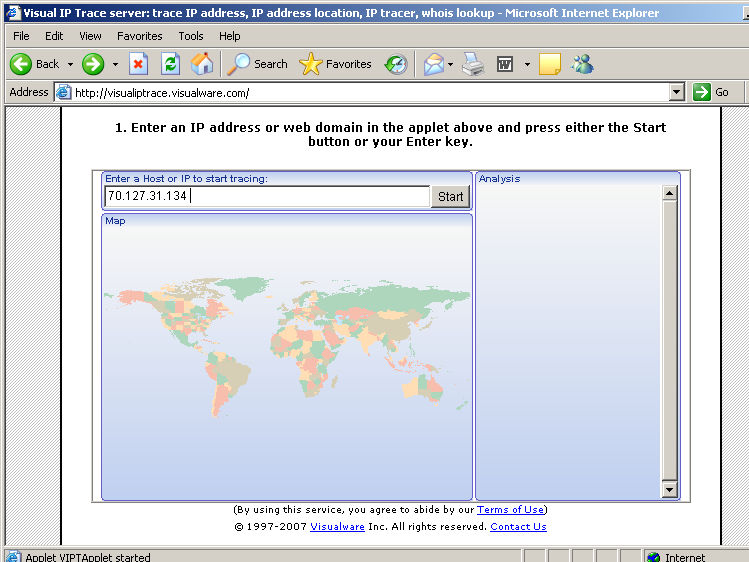 Visual IP Trace server: trace IP address, IP address location, IP tracer, whois lookup - Microsoft Internet Explorer
File Edit View Favorites Tools Help
Back Search Favorites
Address http://visualiptrace.visualware.com/ Go
1. Enter an IP address or web domain in the applet above and press either the Start
button or your Enter key.
Enter a Host or IP to start tracing:
Analysis
70.127.31.134 Start
Map
(By using this service, you agree to abide by our Terms of Use)
© 1997-2007 Visualware Inc. All rights reserved. Contact Us
Applet VIPTApplet started Internet